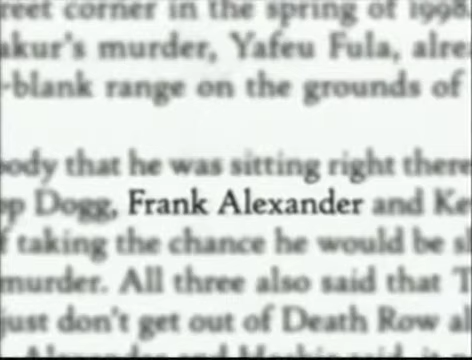 reet corner in the spring of 1998
akur's murder, Yafeu Fula, alre
-blank range on the grounds of
ody that he was sitting right there
p Dogg, Frank Alexander and Ke
f taking the chance he would be s
murder. All three also said that T
just don't get out of Death Row al